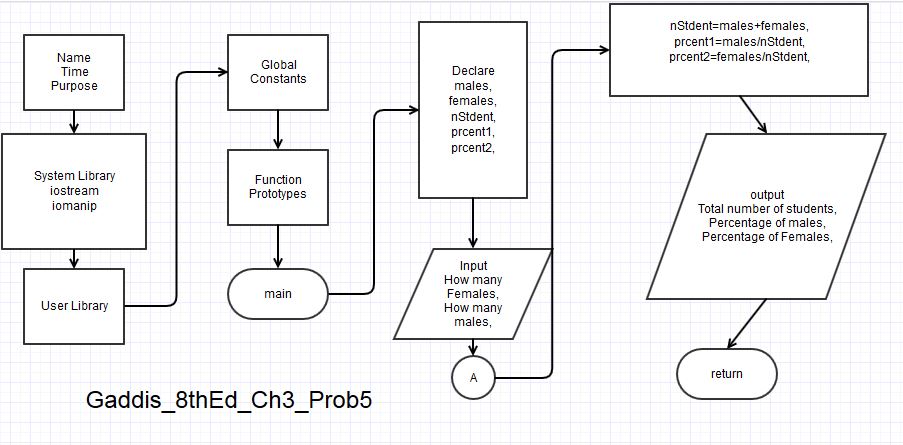 Name
Time
Purpose
System Library
iostream
iomanip
User Library
Global
Constants
Function
Prototypes
main
Declare
males,
females,
nStdent,
prcent1,
prcent2,
Input
How many
Females,
How many
males,
A
nStdent=males+females,
prcent1=males/nStdent,
prcent2=females/nStdent,
output
Total number of students,
Percentage of males,
Percentage of Females,
return
Gaddis_8thEd_Ch3_Prob5